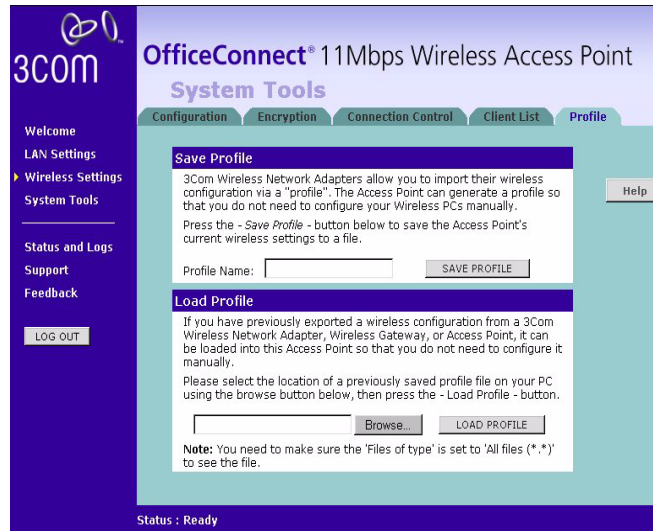 3COM
OfficeConnect® 11Mbps Wireless Access Point
System Tools
Configuration Encryption Connection Control Client List Profile
Welcome
LAN Settings
Wireless Settings
System Tools
Status and Logs
Support
Feedback
LOG OUT
Save Profile
3Com Wireless Network Adapters allow you to import their wireless
configuration via a "profile". The Access Point can generate a profile so
that you do not need to configure your Wireless PCs manually.
Press the - Save Profile - button below to save the Access Point's
current wireless settings to a file.
Profile Name: SAVE PROFILE
Help
Load Profile
If you have previously exported a wireless configuration from a 3Com
Wireless Network Adapter, Wireless Gateway, or Access Point, it can
be loaded into this Access Point so that you do not need to configure it
manually.
Please select the location of a previously saved profile file on your PC
using the browse button below, then press the - Load Profile - button.
Browse... LOAD PROFILE
Note: You need to make sure the 'Files of type' is set to 'All files (*.*)'
to see the file.
Status : Ready